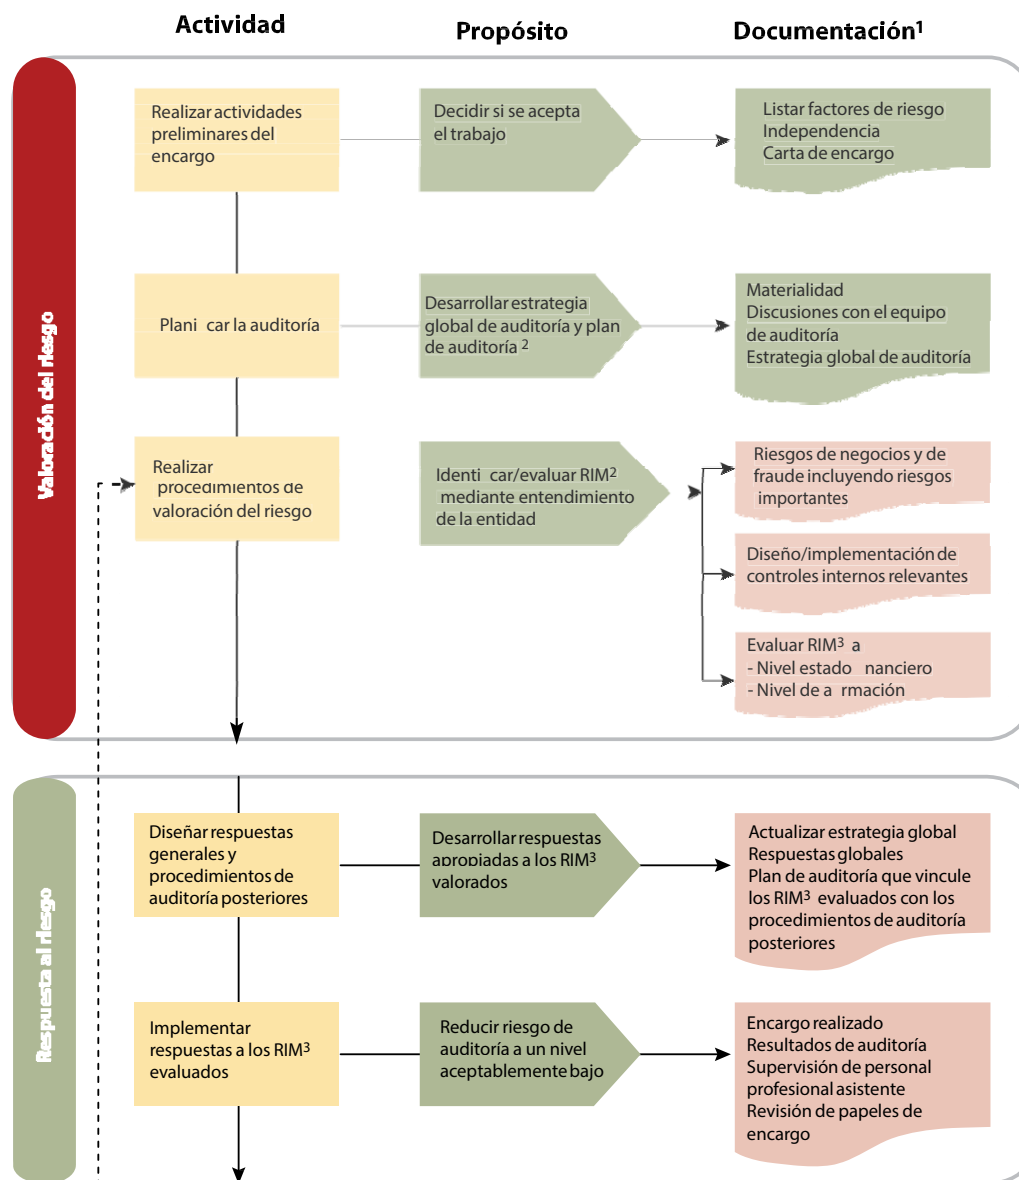 Actividad
Propósito
Documentación¹
Valoración del riesgo
Realizar actividades
preliminares del
encargo
Decidir si se acepta
el trabajo
Listar factores de riesgo
Independencia
Carta de encargo
Plani car la auditoría
Desarrollar estrategia
global de auditoría y plan
de auditoría ²
Materialidad
Discusiones con el equipo
de auditoría
Estrategia global de auditoría
Realizar
procedimientos de
valoración del riesgo
Identi car/evaluar RIM²
mediante entendimiento
de la entidad
Riesgos de negocios y de
fraude incluyendo riesgos
importantes
Diseño/implementación de
controles internos relevantes
Evaluar RIM³ a
- Nivel estado nanciero
- Nivel de a rmación
Respuesta al riesgo
Diseñar respuestas
generales y
procedimientos de
auditoría posteriores
Desarrollar respuestas
apropiadas a los RIM³
valorados
Actualizar estrategia global
Respuestas globales
Plan de auditoría que vincule
los RIM³ evaluados con los
procedimientos de auditoría
posteriores
Implementar
respuestas a los RIM³
evaluados
Reducir riesgo de
auditoría a un nivel
aceptablemente bajo
Encargo realizado
Resultados de auditoría
Supervisión de personal
profesional asistente
Revisión de papeles de
encargo